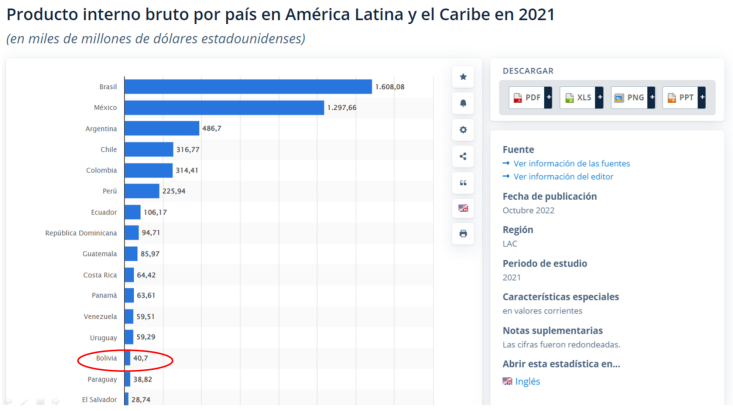 Producto interno bruto por país en América Latina y el Caribe en 2021
(en miles de millones de dólares estadounidenses)
Brasil 1.608,08
México 1.297,66
Argentina 486,7
Chile 316,77
Colombia 314,41
Perú 225,94
Ecuador 106,17
República Dominicana 94,71
Guatemala 85,97
Costa Rica 64,42
Panamá 63,61
Venezuela 59,51
Uruguay 59,29
Bolivia 40,7
Paraguay 38,82
El Salvador 28,74
DESCARGAR
PDF + XLS + PNG + PPT +
Fuente
→ Ver información de las fuentes
→ Ver información del editor
Fecha de publicación
Octubre 2022
Región
LAC
Periodo de estudio
2021
Características especiales
en valores corrientes
Notas suplementarias
Las cifras fueron redondeadas.
Abrir esta estadística en...
Inglés